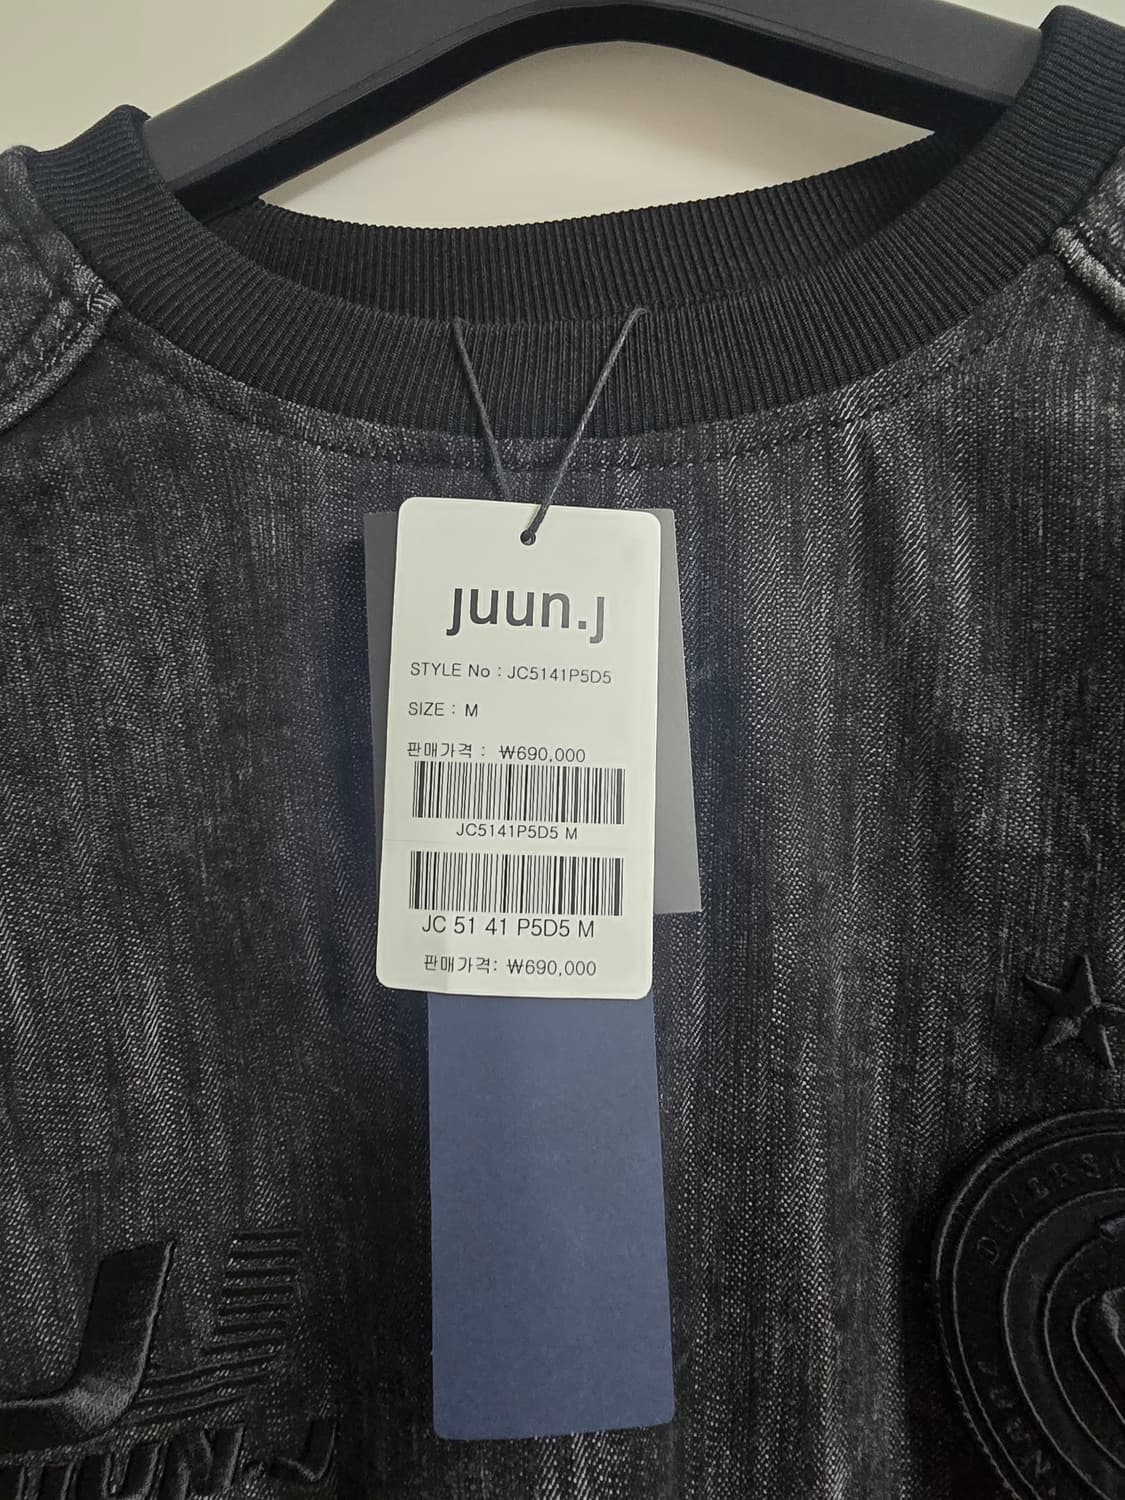 juun.j
STYLE No : JC5141P5D5
SIZE : M
판매가격 : ₩690,000
JC5141P5D5 M
JC 51 41 P5D5 M
판매가격: ₩690,000
J
JUUN.J